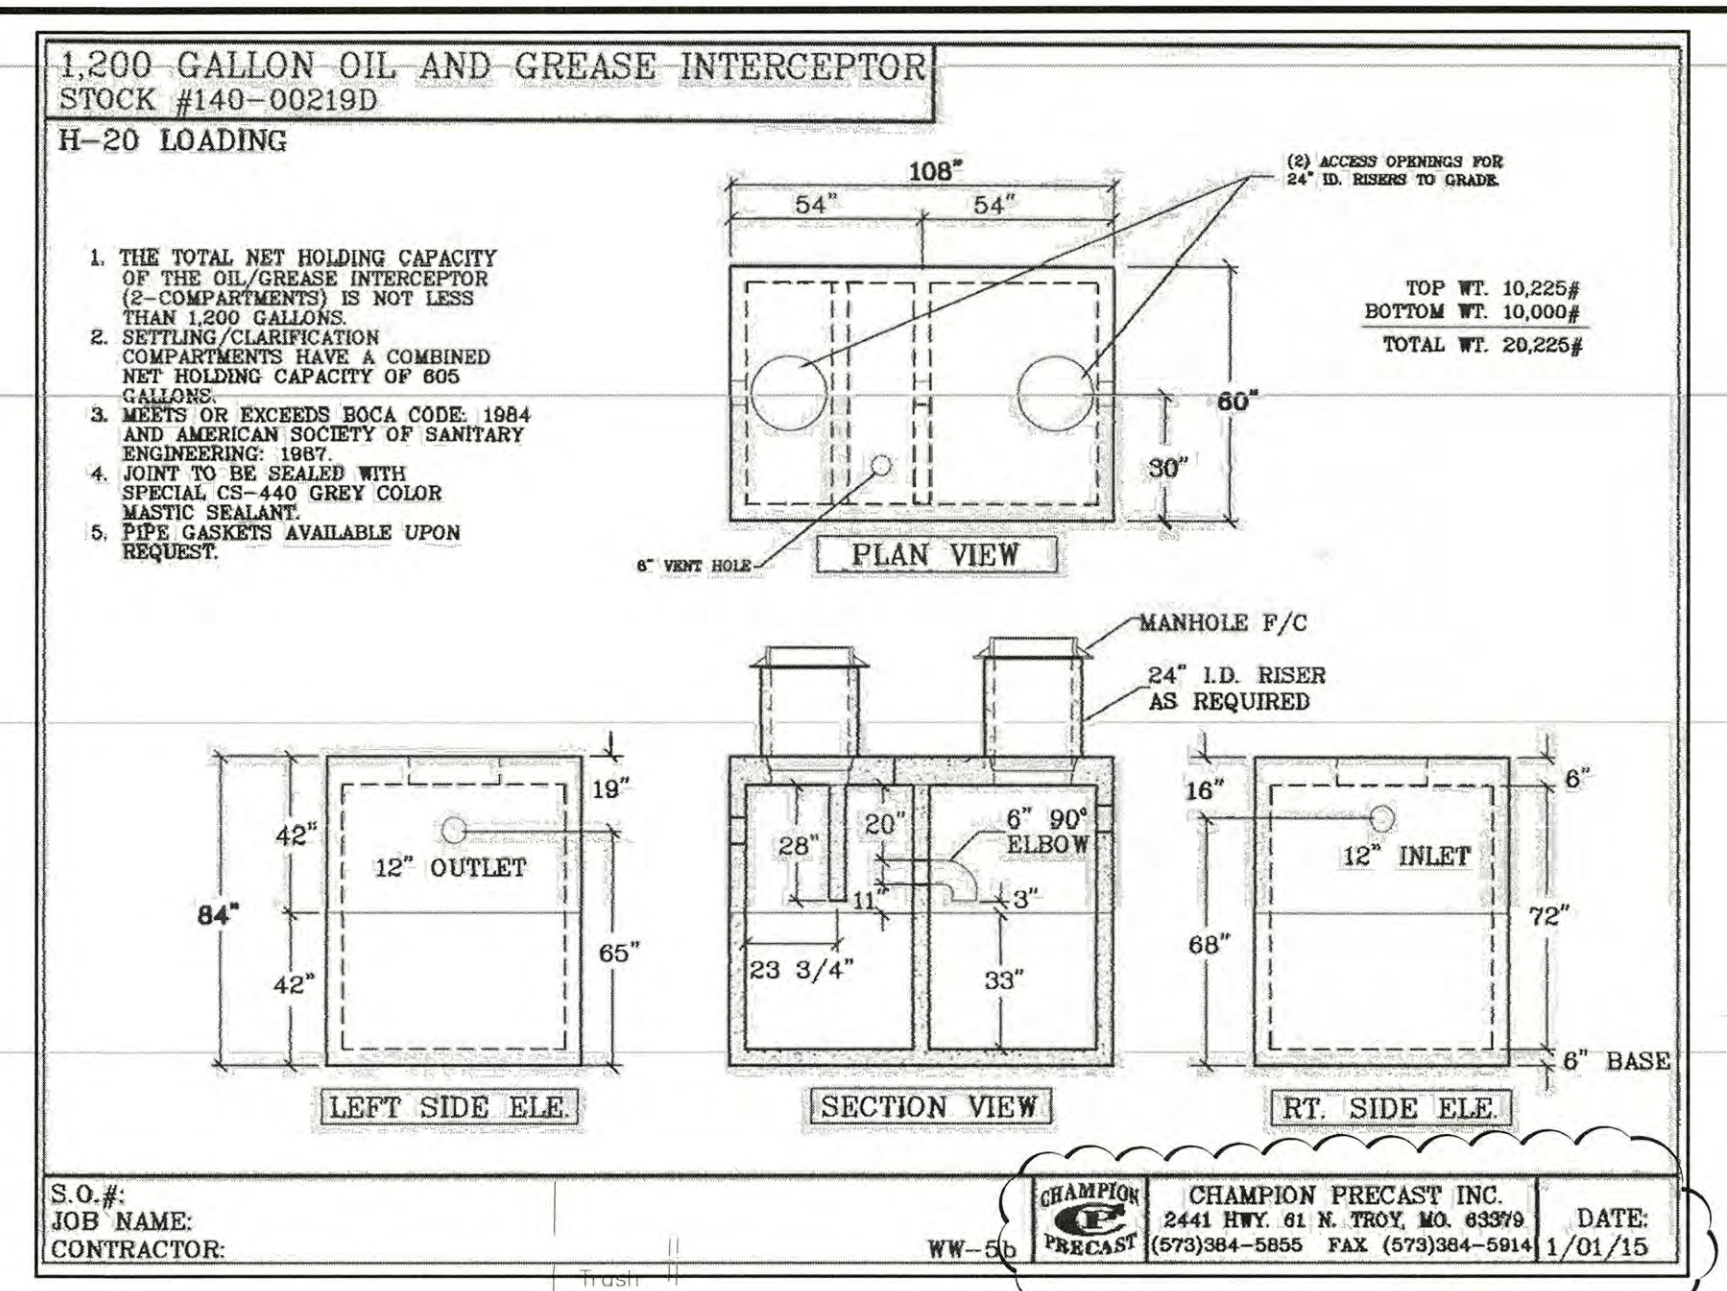 1,200 GALLON OIL AND GREASE INTERCEPTOR
STOCK #140-00219D
H-20 LOADING
1. THE TOTAL NET HOLDING CAPACITY
OF THE OIL/GREASE INTERCEPTOR
(2-COMPARTMENTS) IS NOT LESS
THAN 1,200 GALLONS.
2. SETTLING/CLARIFICATION
COMPARTMENTS HAVE A COMBINED
NET HOLDING CAPACITY OF 605
GALLONS.
3. MEETS OR EXCEEDS BOCA CODE: 1984
AND AMERICAN SOCIETY OF SANITARY
ENGINEERING: 1987.
4. JOINT TO BE SEALED WITH
SPECIAL CS-440 GREY COLOR
MASTIC SEALANT.
5. PIPE GASKETS AVAILABLE UPON
REQUEST.
108"
54" 54"
(2) ACCESS OPENINGS FOR
24" ID. RISERS TO GRADE.
TOP WT. 10,225#
BOTTOM WT. 10,000#
TOTAL WT. 20,225#
60"
30"
6" VENT HOLE
PLAN VIEW
MANHOLE F/C
24" I.D. RISER
AS REQUIRED
19"
42"
12" OUTLET
84"
65"
42"
LEFT SIDE ELE.
28"
20"
6" 90°
ELBOW
11"
3"
23 3/4"
33"
SECTION VIEW
16"
6"
12" INLET
72"
68"
6" BASE
RT. SIDE ELE.
S.O.#:
JOB NAME:
CONTRACTOR:
WW-5b
CHAMPION
CP
PRECAST
CHAMPION PRECAST INC.
2441 HWY. 61 N. TROY, MO. 63379
(573)384-5855 FAX (573)384-5914
DATE:
1/01/15
Trash